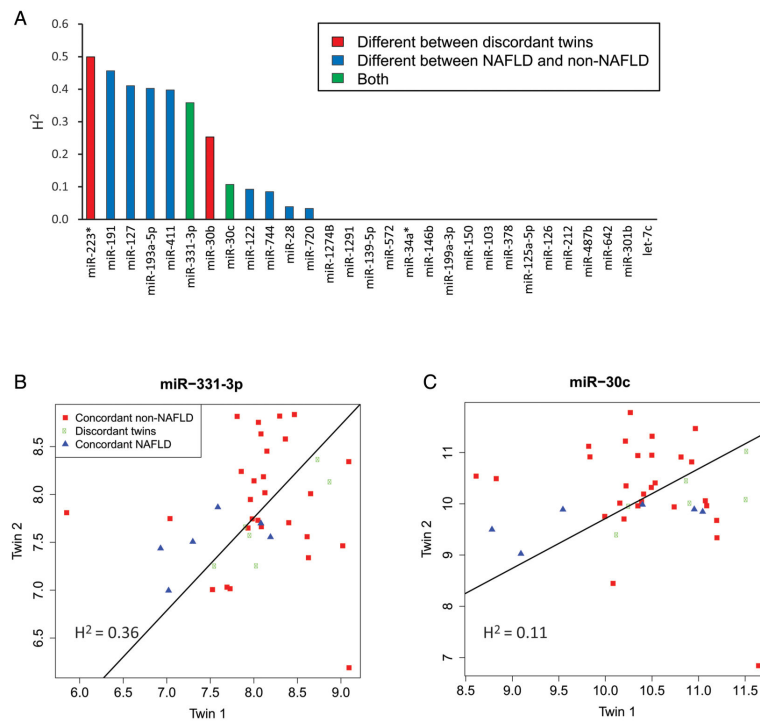 A
0.6
0.5
0.4
0.3
0.2
0.1
0.0
H²
Different between discordant twins
Different between NAFLD and non-NAFLD
Both
miR-223*
miR-191
miR-127
miR-193a-5p
miR-411
miR-331-3p
miR-30b
miR-30c
miR-122
miR-744
miR-28
miR-720
miR-1274B
miR-1291
miR-139-5p
miR-572
miR-34a*
miR-146b
miR-199a-3p
miR-150
miR-103
miR-378
miR-125a-5p
miR-126
miR-212
miR-487b
miR-642
miR-301b
let-7c
B
miR−331-3p
Concordant non-NAFLD
Discordant twins
Concordant NAFLD
8.5
8.0
7.5
7.0
6.5
Twin 2
H² = 0.36
6.0 6.5 7.0 7.5 8.0 8.5 9.0
Twin 1
C
miR−30c
11
10
9
8
7
Twin 2
H² = 0.11
8.5 9.0 9.5 10.0 10.5 11.0 11.5
Twin 1